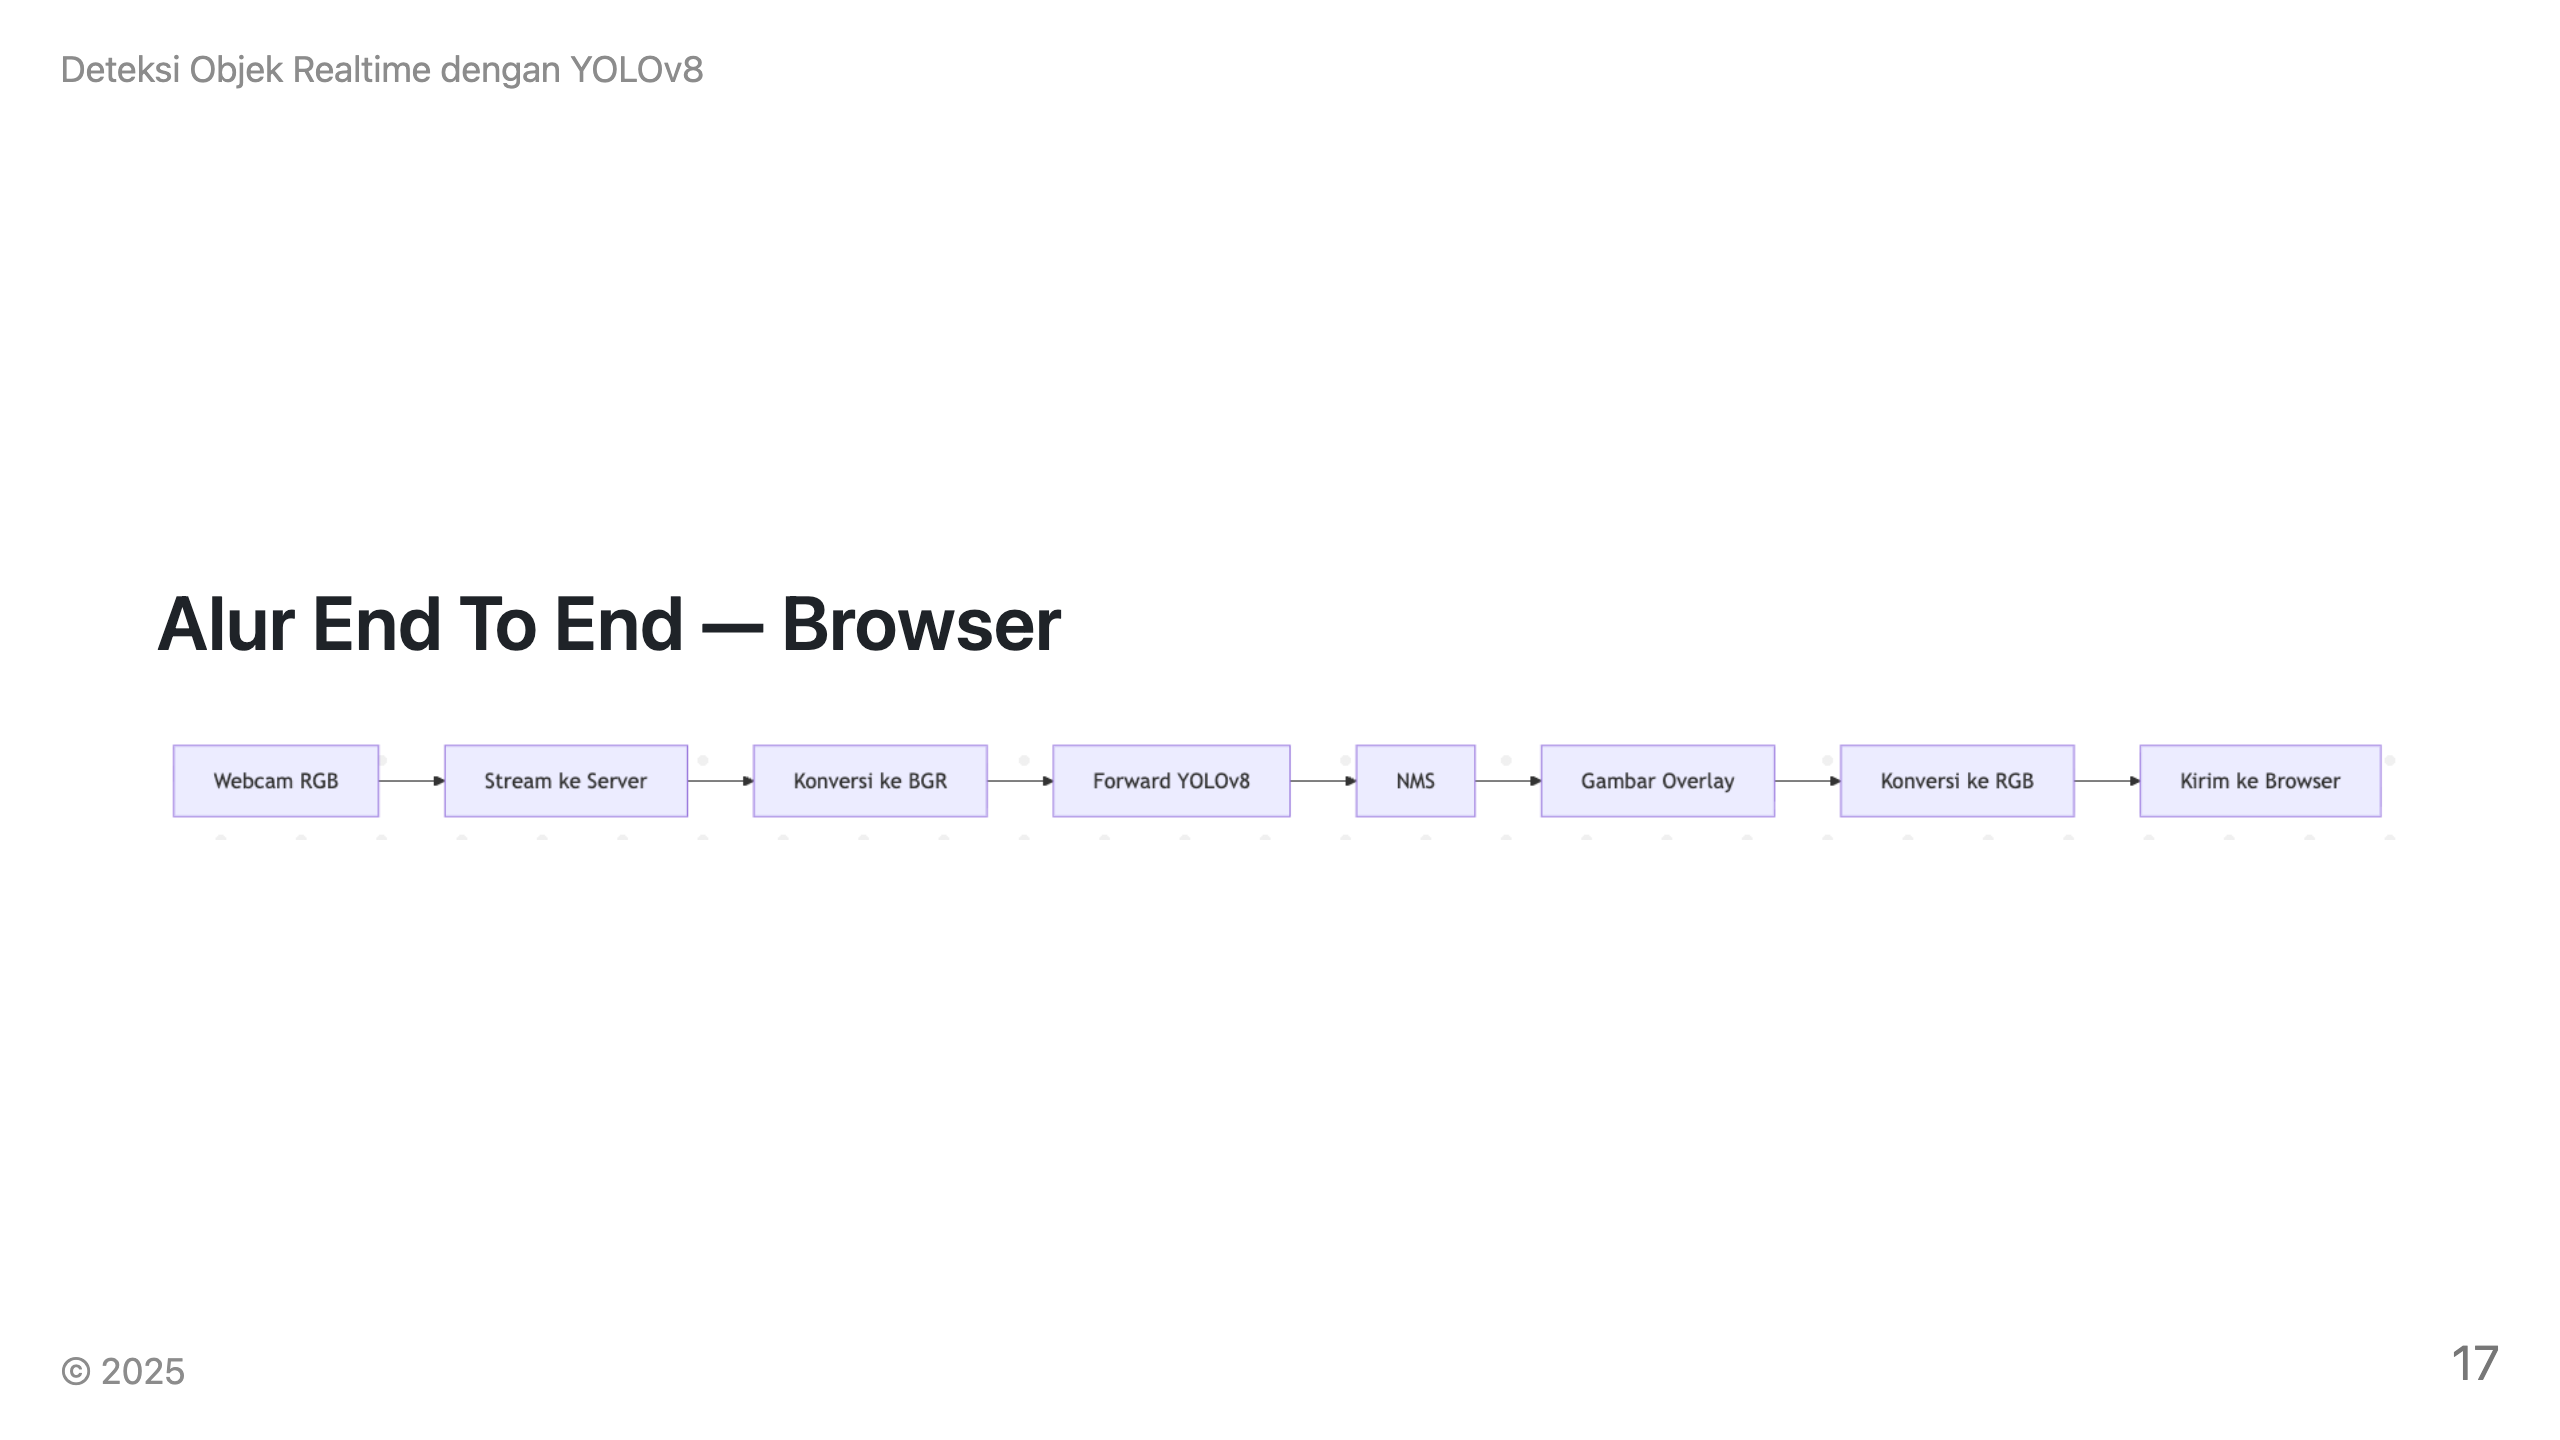 Deteksi Objek Realtime dengan YOLOv8
Alur End To End — Browser
Webcam RGB
Stream ke Server
Konversi ke BGR
Forward YOLOv8
NMS
Gambar Overlay
Konversi ke RGB
Kirim ke Browser
© 2025
17